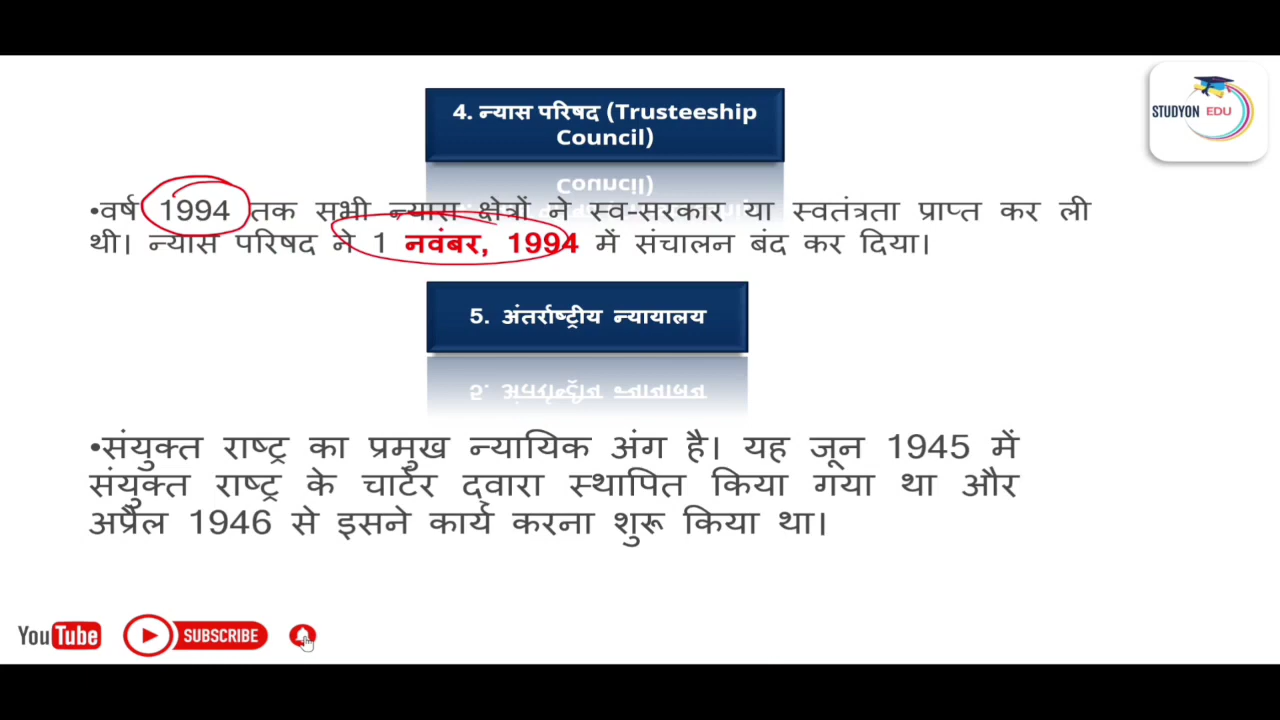 4. न्यास परिषद (Trusteeship
Council)
STUDYON EDU
•वर्ष 1994 तक सभी न्यास क्षेत्रों ने स्व-सरकार या स्वतंत्रता प्राप्त कर ली
थी। न्यास परिषद ने 1 नवंबर, 1994 में संचालन बंद कर दिया।
5. अंतर्राष्ट्रीय न्यायालय
•संयुक्त राष्ट्र का प्रमुख न्यायिक अंग है। यह जून 1945 में
संयुक्त राष्ट्र के चार्टर द्वारा स्थापित किया गया था और
अप्रैल 1946 से इसने कार्य करना शुरू किया था।
YouTube SUBSCRIBE